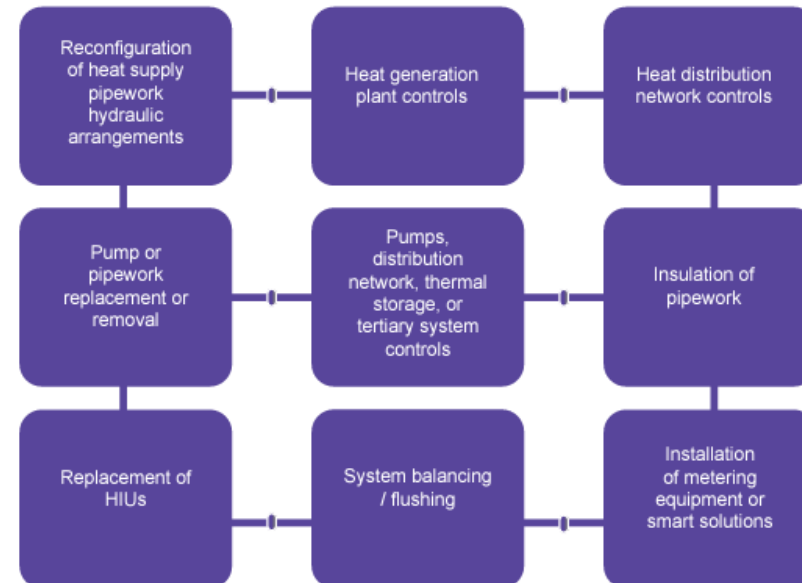 Reconfiguration
of heat supply
pipework
hydraulic
arrangements
Heat generation
plant controls
Heat distribution
network controls
Pump or
pipework
replacement or
removal
Pumps,
distribution
network, thermal
storage, or
tertiary system
controls
Insulation of
pipework
Replacement of
HIUs
System balancing
/ flushing
Installation
of metering
equipment or
smart solutions